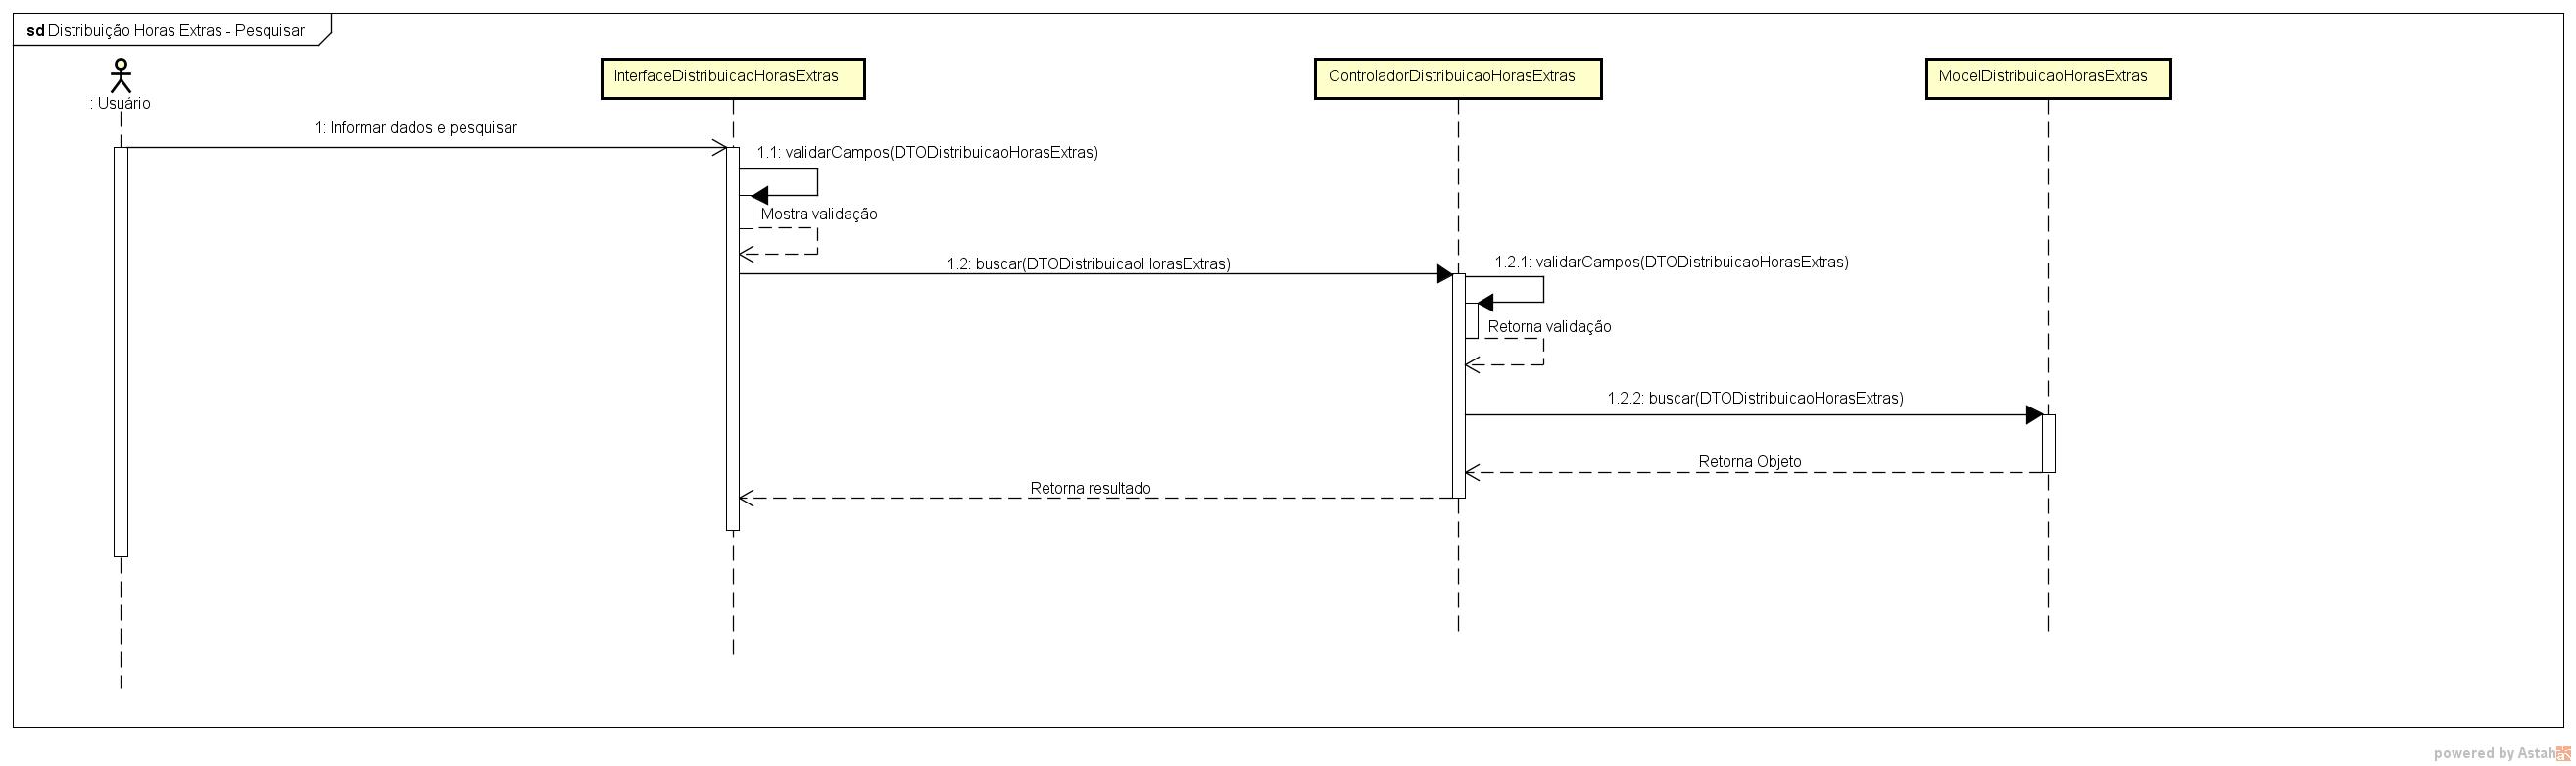 sd Distribuição Horas Extras - Pesquisar
: Usuário
InterfaceDistribuicaoHorasExtras
ControladorDistribuicaoHorasExtras
ModelDistribuicaoHorasExtras
1: Informar dados e pesquisar
1.1: validarCampos(DTODistribuicaoHorasExtras)
Mostra validação
1.2: buscar(DTODistribuicaoHorasExtras)
1.2.1: validarCampos(DTODistribuicaoHorasExtras)
Retorna validação
1.2.2: buscar(DTODistribuicaoHorasExtras)
Retorna Objeto
Retorna resultado
powered by Astah